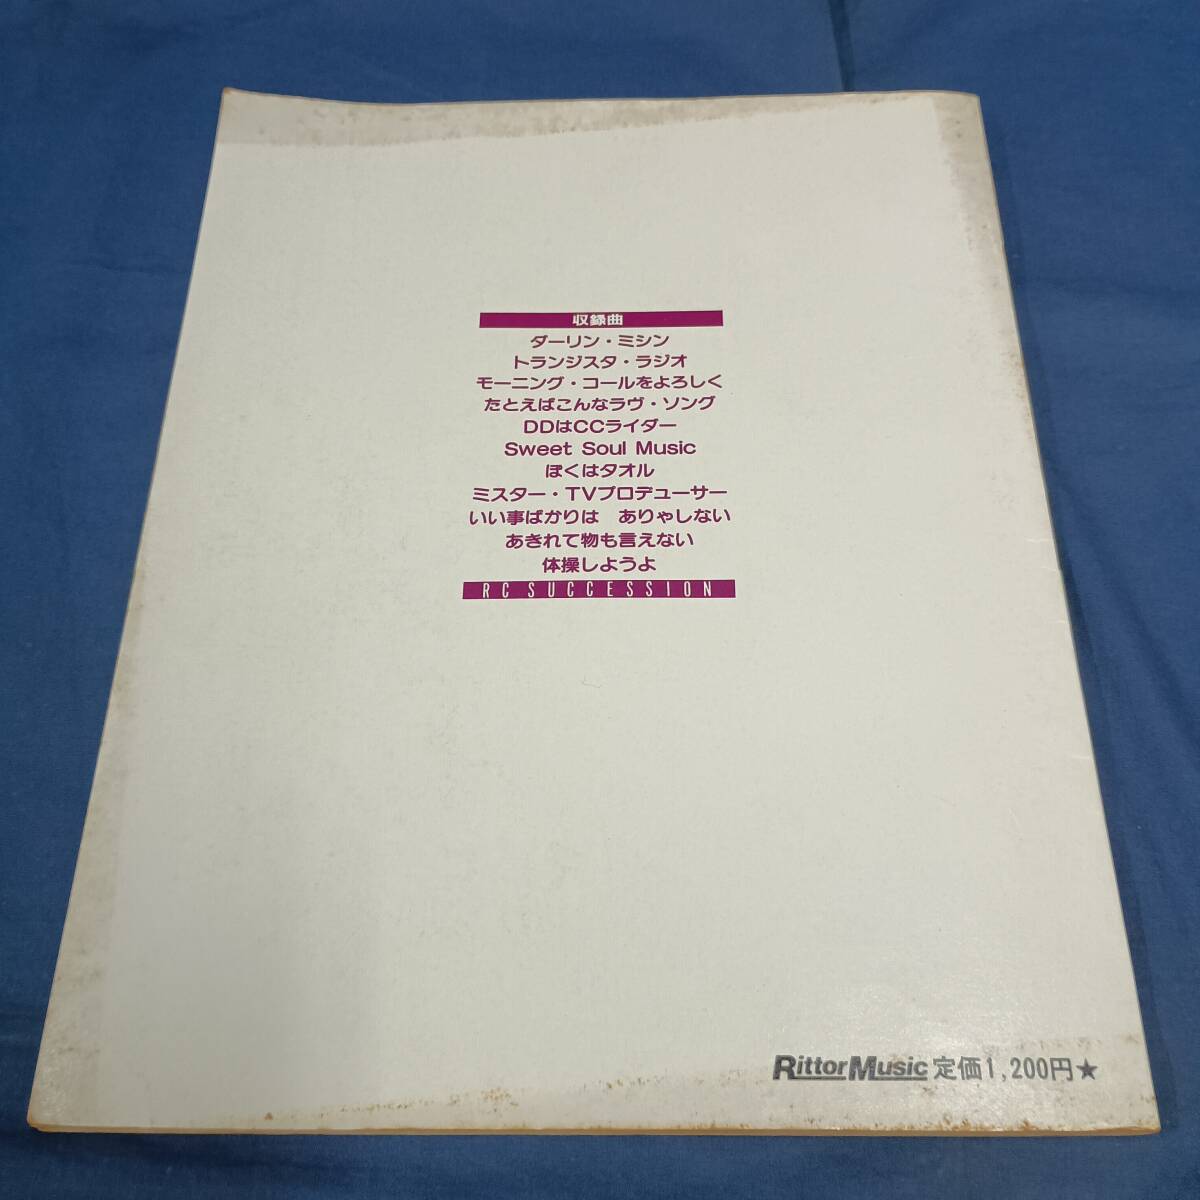 収録曲
ダーリン・ミシン
トランジスタ・ラジオ
モーニング・コールをよろしく
たとえばこんなラヴ・ソング
DDはCCライダー
Sweet Soul Music
ぼくはタオル
ミスター・TVプロデューサー
いい事ばかりは　ありゃしない
あきれて物も言えない
体操しようよ
RC SUCCESSION
RittorMusic 定価1,200円★